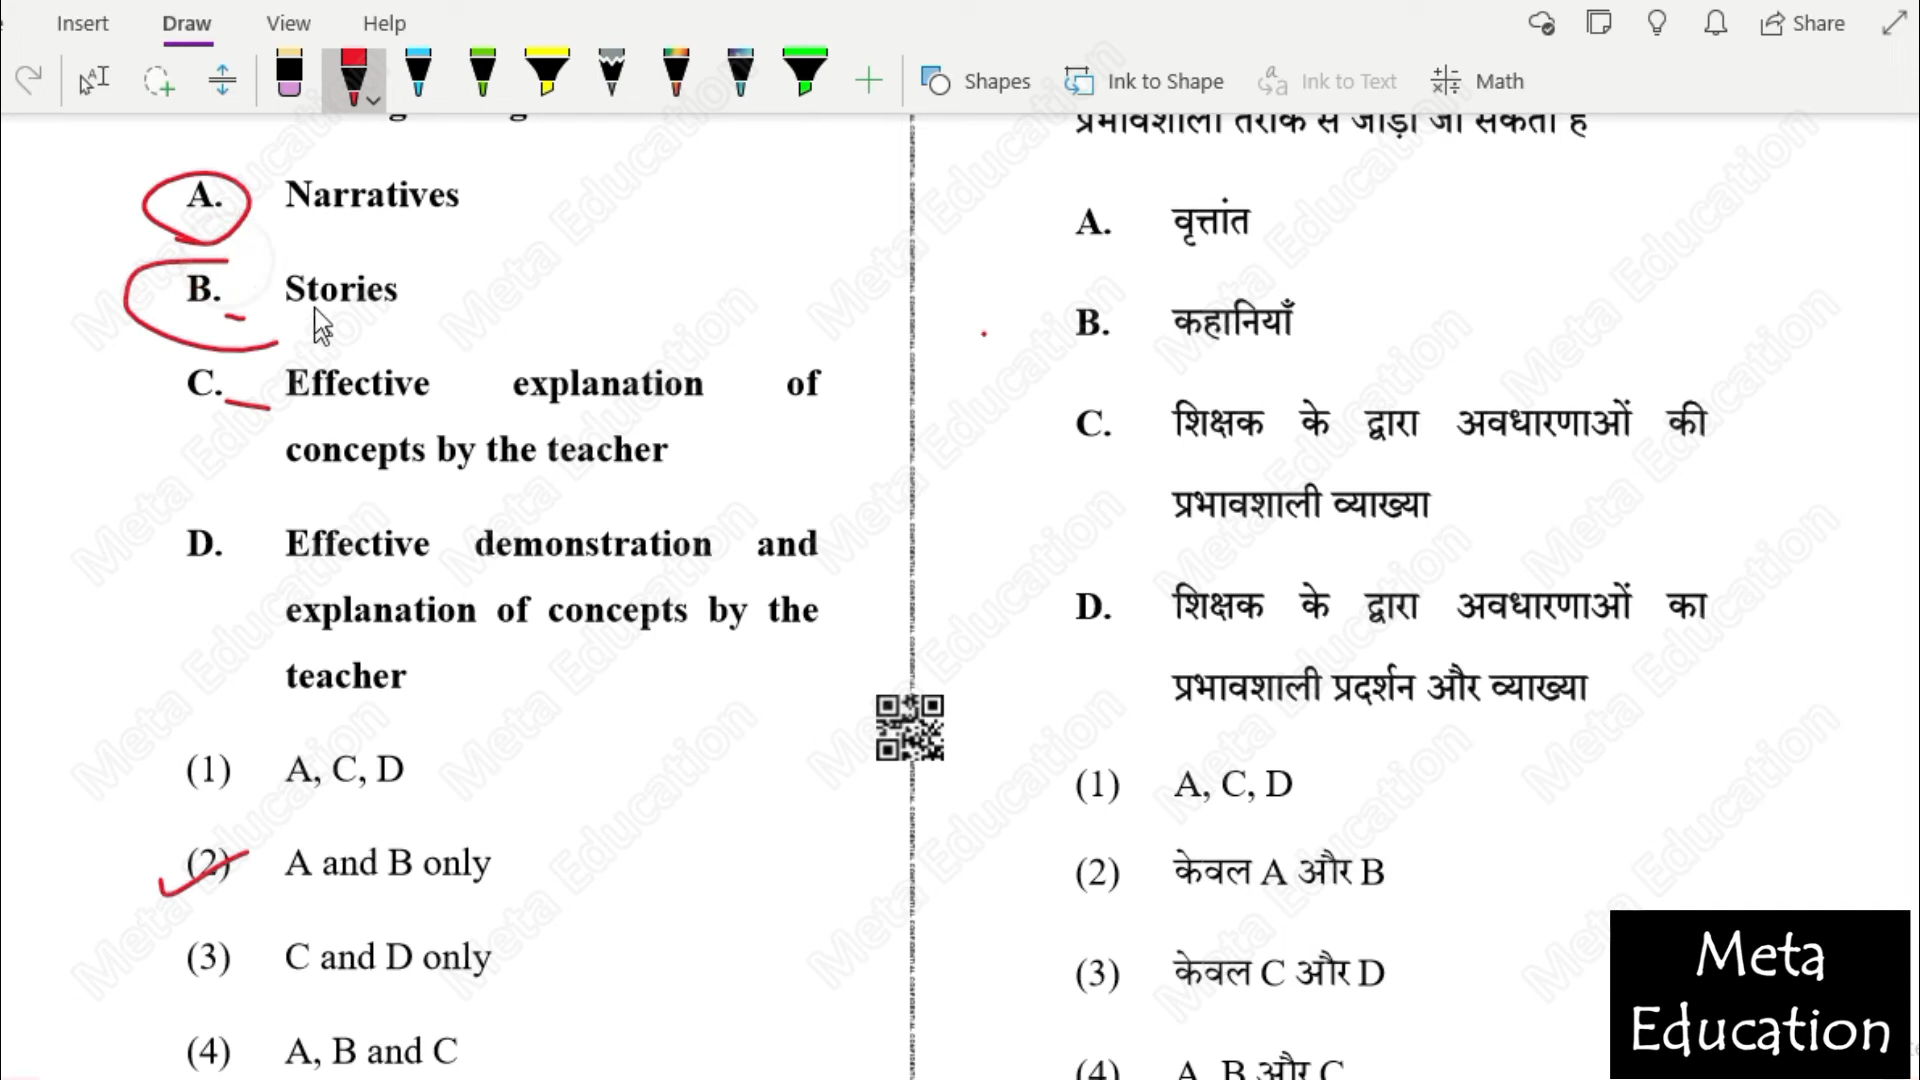 Insert Draw View Help Share
Shapes Ink to Shape Ink to Text Math
A. Narratives
B. Stories
C. Effective explanation of
concepts by the teacher
D. Effective demonstration and
explanation of concepts by the
teacher
(1) A, C, D
(2) A and B only
(3) C and D only
(4) A, B and C
प्रभावशाली तरीके से जोड़ा जा सकता है
A. वृत्तांत
B. कहानियाँ
C. शिक्षक के द्वारा अवधारणाओं की
प्रभावशाली व्याख्या
D. शिक्षक के द्वारा अवधारणाओं का
प्रभावशाली प्रदर्शन और व्याख्या
(1) A, C, D
(2) केवल A और B
(3) केवल C और D
(4) A, B और C
Meta
Education